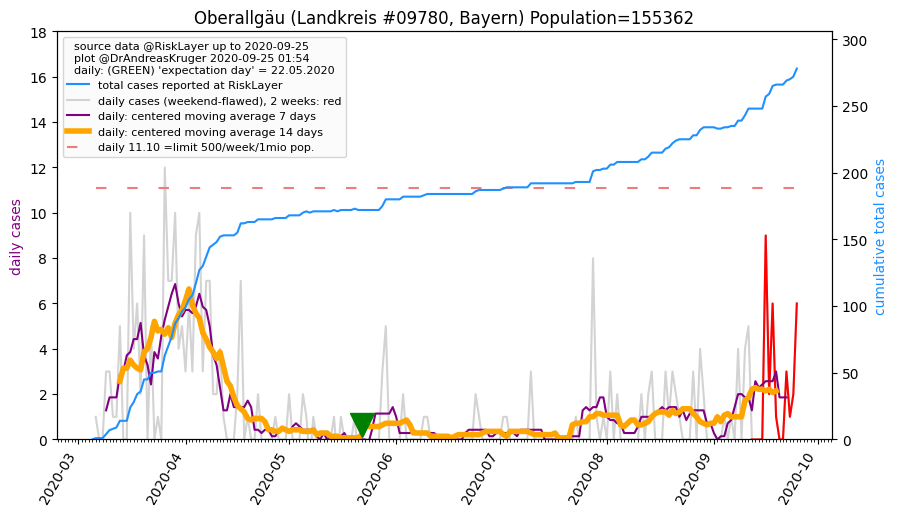 Oberallgäu (Landkreis #09780, Bayern) Population=155362
source data @RiskLayer up to 2020-09-25
plot @DrAndreasKruger 2020-09-25 01:54
daily: (GREEN) 'expectation day' = 22.05.2020
total cases reported at RiskLayer
daily cases (weekend-flawed), 2 weeks: red
daily: centered moving average 7 days
daily: centered moving average 14 days
daily 11.10 =limit 500/week/1mio pop.
daily cases
18
16
14
12
10
8
6
4
2
0
cumulative total cases
300
250
200
150
100
50
0
2020-03
2020-04
2020-05
2020-06
2020-07
2020-08
2020-09
2020-10